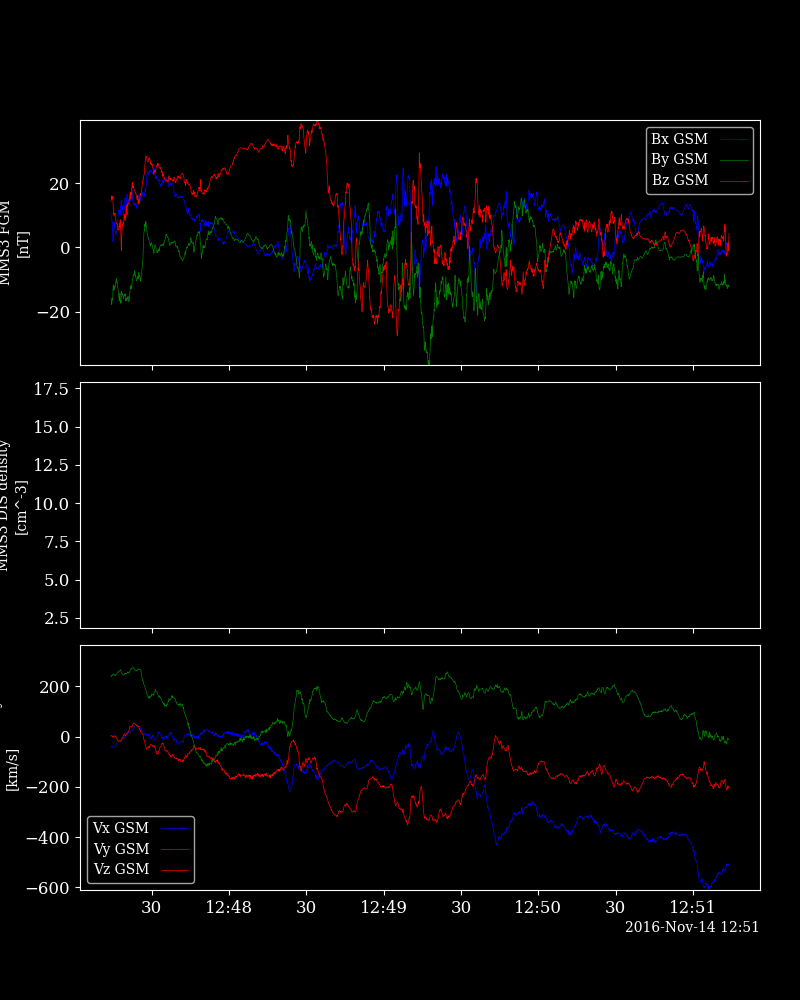 MMS3 FGM
[nT]
20
0
−20
Bx GSM
By GSM
Bz GSM
MMS3 DIS density
[cm^-3]
17.5
15.0
12.5
10.0
7.5
5.0
2.5
[km/s]
200
0
−200
−400
−600
Vx GSM
Vy GSM
Vz GSM
30 12:48 30 12:49 30 12:50 30 12:51
2016-Nov-14 12:51